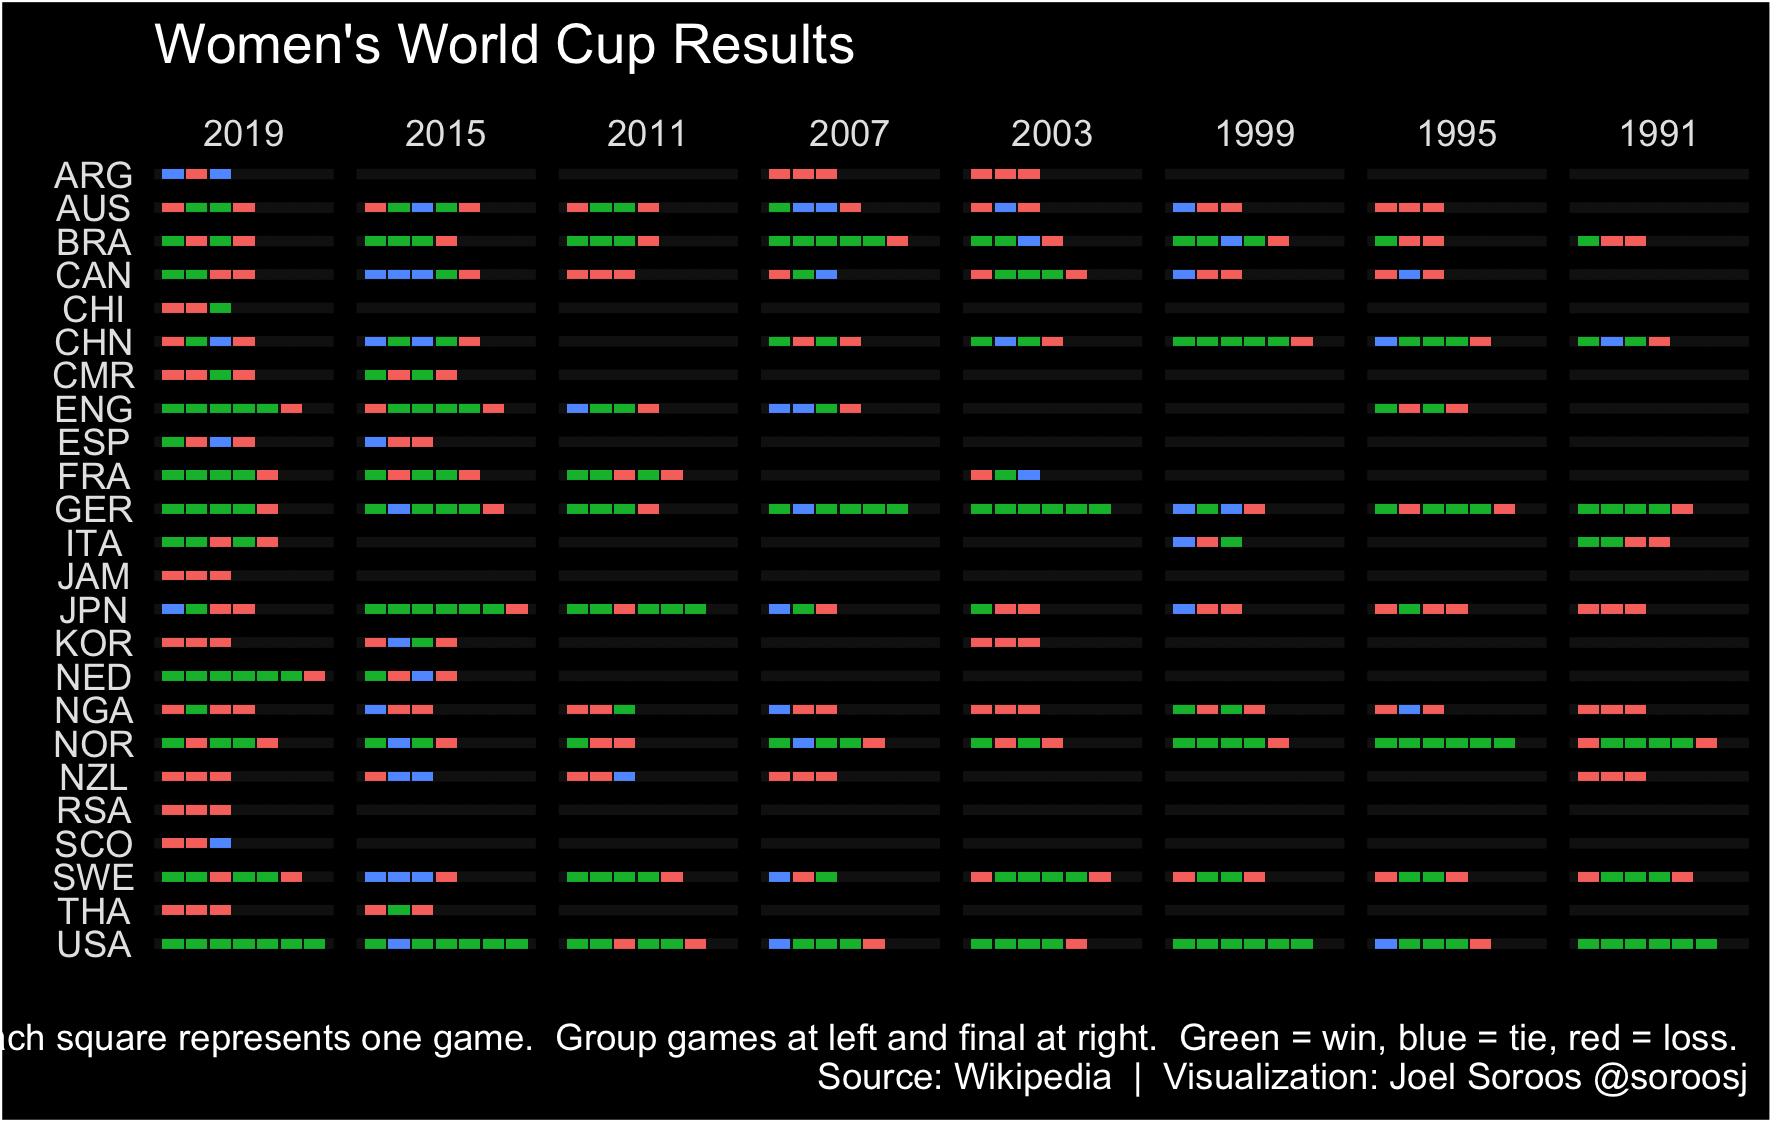 Women's World Cup Results
2019 2015 2011 2007 2003 1999 1995 1991
ARG
AUS
BRA
CAN
CHI
CHN
CMR
ENG
ESP
FRA
GER
ITA
JAM
JPN
KOR
NED
NGA
NOR
NZL
RSA
SCO
SWE
THA
USA
ach square represents one game. Group games at left and final at right. Green = win, blue = tie, red = loss.
Source: Wikipedia | Visualization: Joel Soroos @soroosj